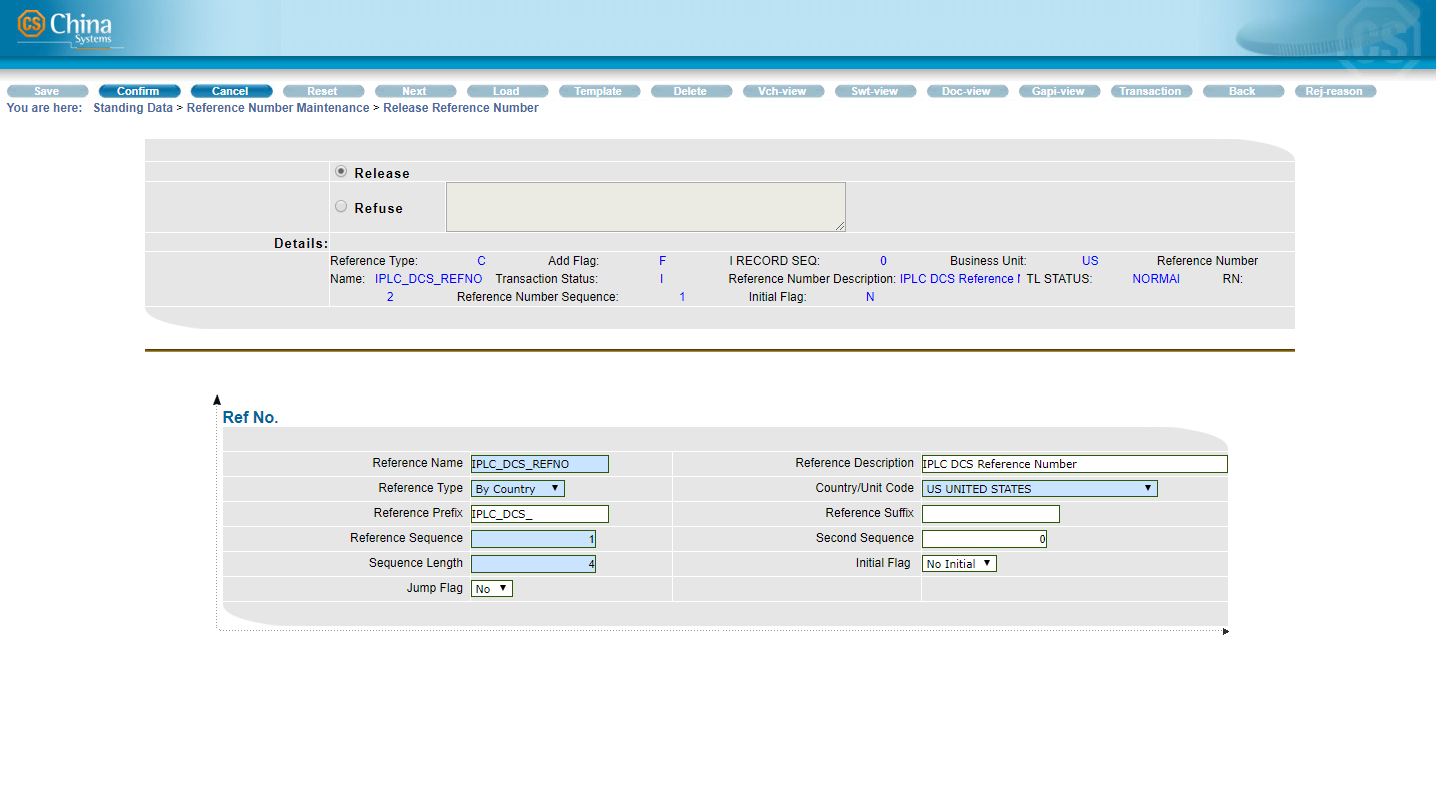 CS China
Systems
Save Confirm Cancel Reset Next Load Template Delete Vch-view Swt-view Doc-view Gapi-view Transaction Back Rej-reason
You are here: Standing Data > Reference Number Maintenance > Release Reference Number
Release
Refuse
Details:
Reference Type: C Add Flag: F I RECORD SEQ: 0 Business Unit: US Reference Number
Name: IPLC_DCS_REFNO Transaction Status: I Reference Number Description: IPLC DCS Reference TL STATUS: NORMAI RN:
2 Reference Number Sequence: 1 Initial Flag: N
Ref No.
Reference Name IPLC_DCS_REFNO Reference Description IPLC DCS Reference Number
Reference Type By Country Country/Unit Code US UNITED STATES
Reference Prefix IPLC_DCS_ Reference Suffix
Reference Sequence 1 Second Sequence 0
Sequence Length 4 Initial Flag No Initial
Jump Flag No